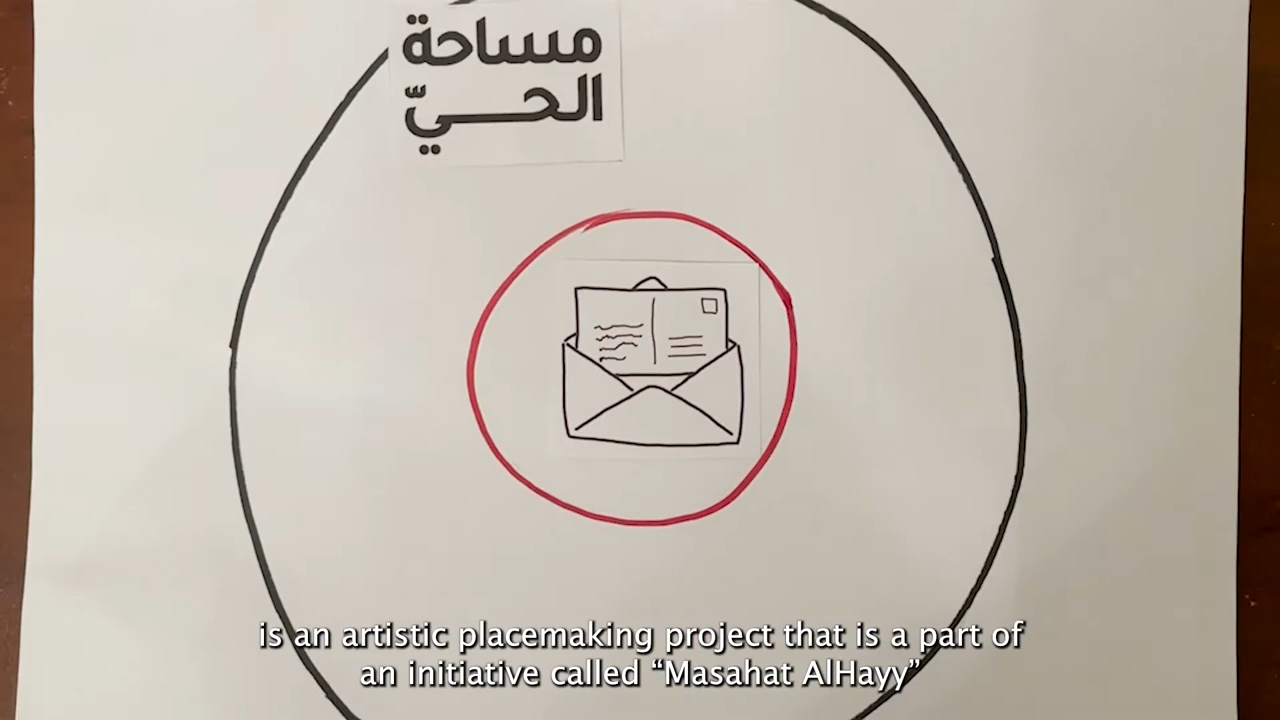 مساحة
الحيّ
is an artistic placemaking project that is a part of
an initiative called “Masahat AlHayy”